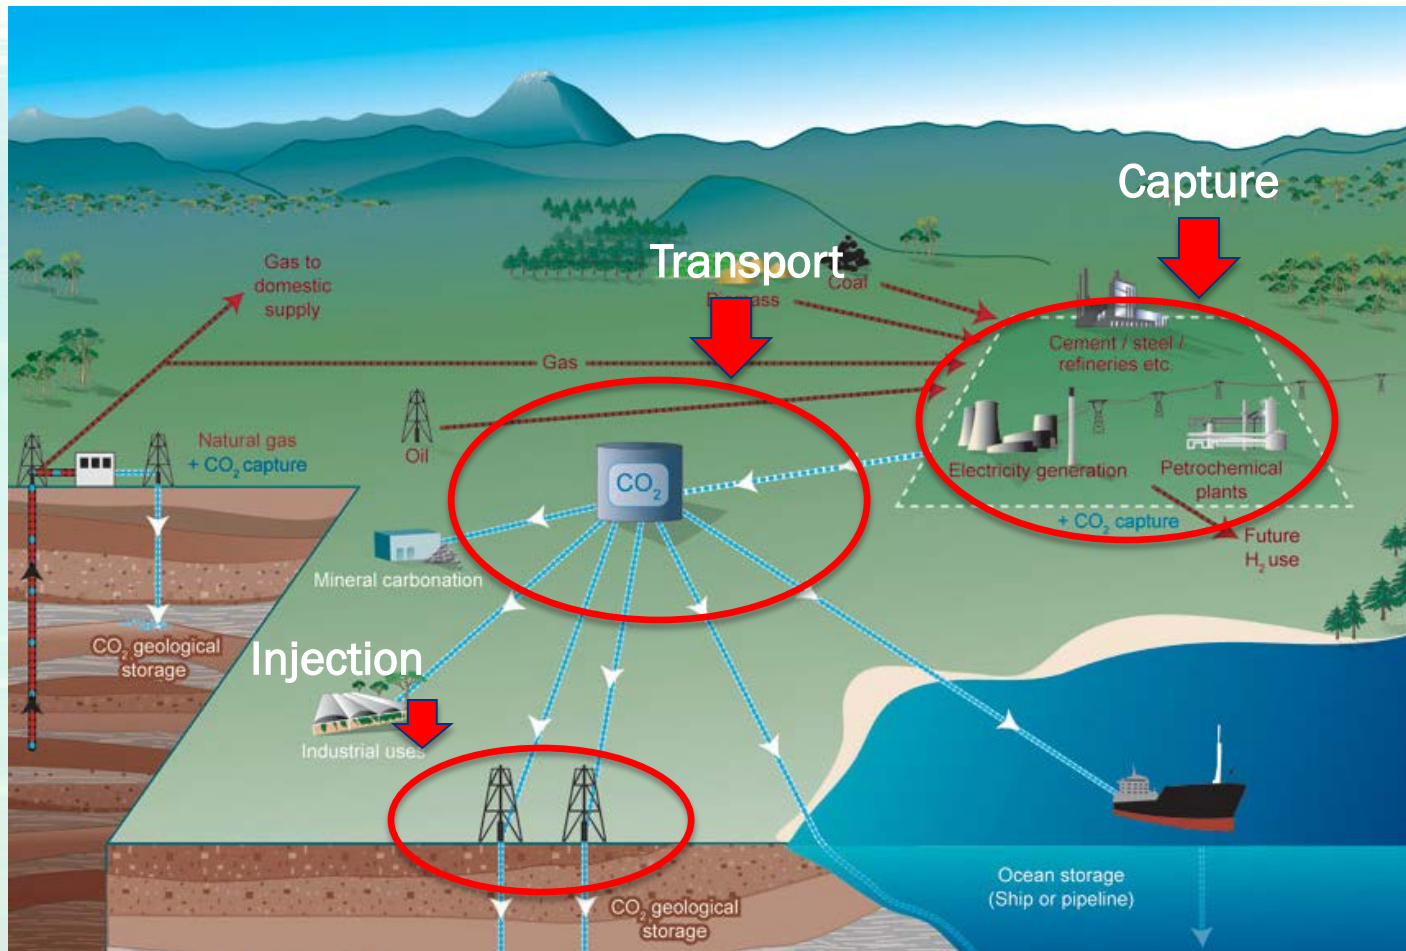 Capture
Transport
Gas to
domestic
supply
Biomass
Coal
Cement / steel /
refineries etc.
Gas
Natural gas
+ CO₂ capture
Oil
CO₂
Electricity generation
Petrochemical
plants
+ CO₂ capture
Future
H₂ use
Mineral carbonation
CO₂ geological
storage
Injection
Industrial uses
Ocean storage
(Ship or pipeline)
CO₂ geological
storage